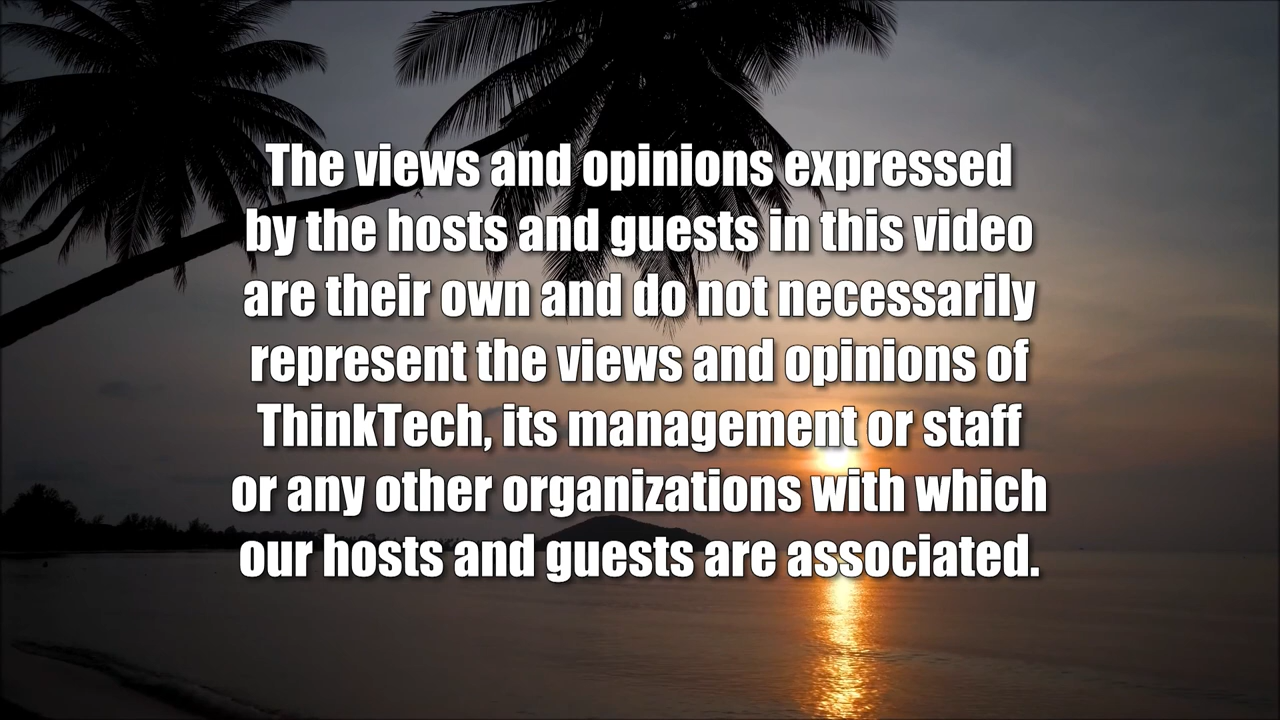 The views and opinions expressed
by the hosts and guests in this video
are their own and do not necessarily
represent the views and opinions of
ThinkTech, its management or staff
or any other organizations with which
our hosts and guests are associated.